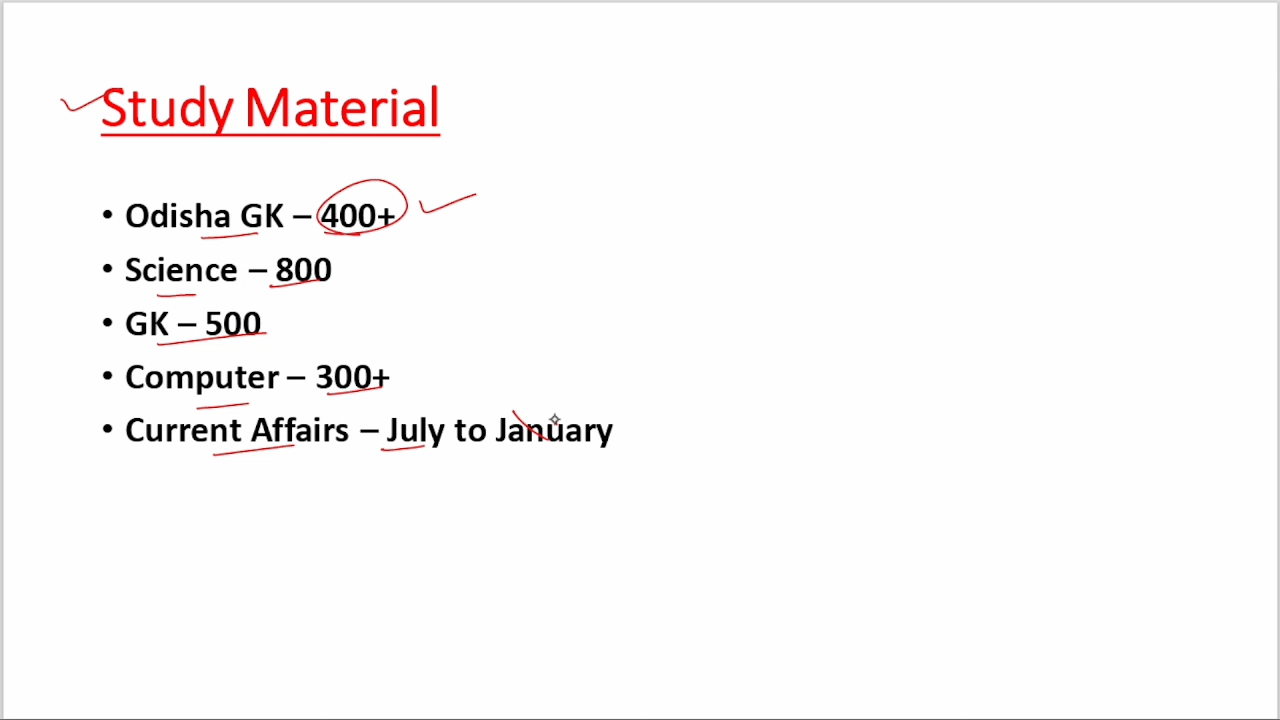 Study Material
• Odisha GK – 400+
• Science – 800
• GK – 500
• Computer – 300+
• Current Affairs – July to January